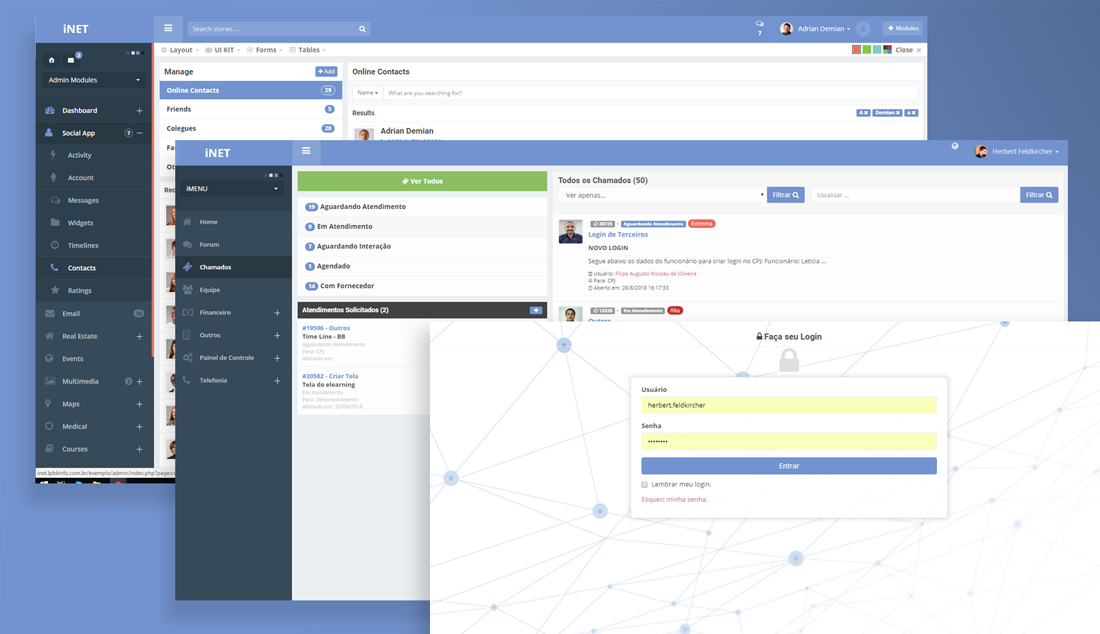 iNET
Search stories ...
7
Adrian Demian
+ Modules
2
Layout
UI KIT
Forms
Tables
Close ×
Admin Modules
Manage
+ Add
Online Contacts
Online Contacts 29
Name
What are you searching for?
Dashboard +
Friends 5
Results
A × Demian × a ×
Social App 7 −
Colegues 20
Adrian Demian
Activity
Account
Messages
Widgets
Timelines
Contacts
Ratings
Email
Real Estate +
Events
Multimedia 3 +
Maps +
Medical +
Courses +
inet.lpbkinfo.com.br/exemplo/admin/index.php?page=
iNET
Herbert Feldkircher
iMENU
Home
Forum
Chamados
Equipe
Financeiro +
Outros +
Painel de Controle +
Telefonia +
Ver Todos
19 Aguardando Atendimento
9 Em Atendimento
7 Aguardando Interação
1 Agendado
14 Com Fornecedor
Atendimentos Solicitados (2) +
#19596 - Outros
Time Line - BB
Aguardando Atendimento
Para: CPJ
Alterado em:
#20582 - Criar Tela
Tela do elearning
Em Atendimento
Para: Desenvolvimento
Alterado em: 22/08/2018
Todos os Chamados (50)
Ver apenas...
Filtrar
Localizar ...
Filtrar
20725 - Aguardando Atendimento Extrema
Login de Terceiros
NOVO LOGIN
Segue abaixo os dados do funcionário para criar login no CPJ: Funcionário: Leticia ...
Usuário: Filipe Augusto Nicolau de Oliveira
Para: CPJ
Aberto em: 28/8/2018 16:17:33
12528 - Em Atendimento Alta
Outros
Faça seu Login
Usuário
herbert.feldkircher
Senha
••••••••
Entrar
Lembrar meu login.
Esqueci minha senha.